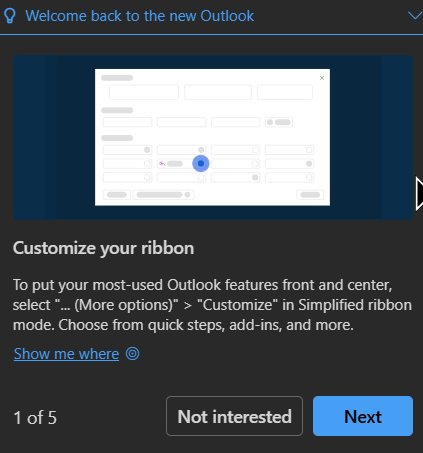 Welcome back to the new Outlook
Customize your ribbon
To put your most-used Outlook features front and center,
select "... (More options)" > "Customize" in Simplified ribbon
mode. Choose from quick steps, add-ins, and more.
Show me where
1 of 5
Not interested
Next